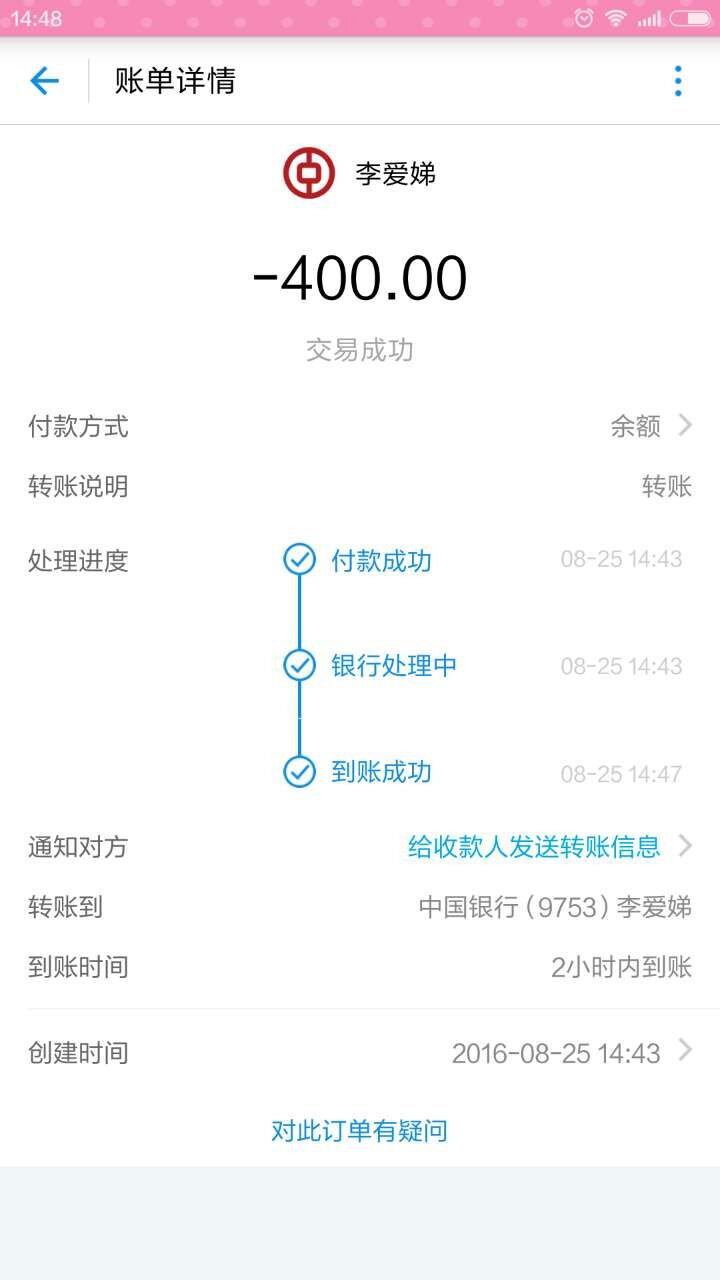 14:48
账单详情
李爱娣
-400.00
交易成功
付款方式 余额
转账说明 转账
处理进度 付款成功 08-25 14:43
银行处理中 08-25 14:43
到账成功 08-25 14:47
通知对方 给收款人发送转账信息
转账到 中国银行（9753）李爱娣
到账时间 2小时内到账
创建时间 2016-08-25 14:43
对此订单有疑问